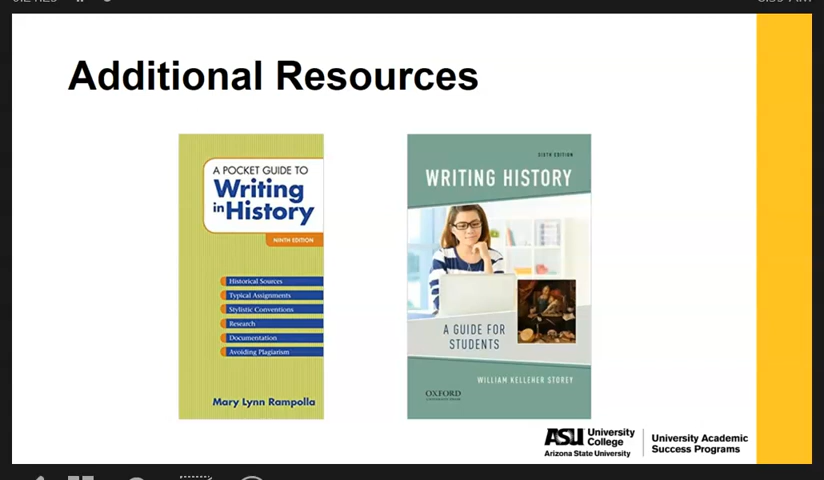 Additional Resources
A POCKET GUIDE TO
Writing
in History
NINTH EDITION
Historical Sources
Typical Assignments
Stylistic Conventions
Research
Documentation
Avoiding Plagiarism
Mary Lynn Rampolla
SIXTH EDITION
WRITING HISTORY
A GUIDE FOR
STUDENTS
WILLIAM KELLEHER STOREY
OXFORD
UNIVERSITY PRESS
ASU University
College
Arizona State University
University Academic
Success Programs